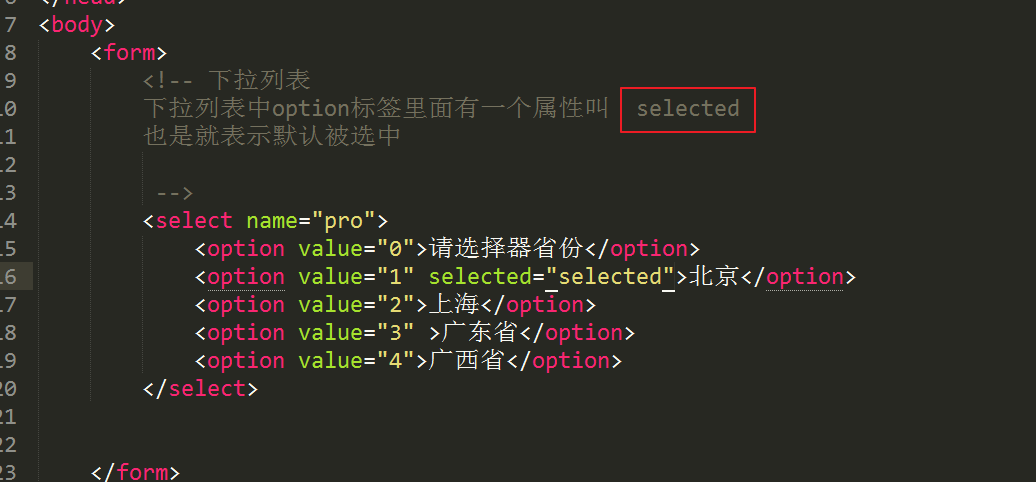 6 </head>
7 <body>
8 <form>
9 <!-- 下拉列表
10 下拉列表中option标签里面有一个属性叫 selected
11 也是就表示默认被选中
12
13 -->
14 <select name="pro">
15 <option value="0">请选择器省份</option>
16 <option value="1" selected="selected">北京</option>
17 <option value="2">上海</option>
18 <option value="3" >广东省</option>
19 <option value="4">广西省</option>
20 </select>
21
22
23 </form>